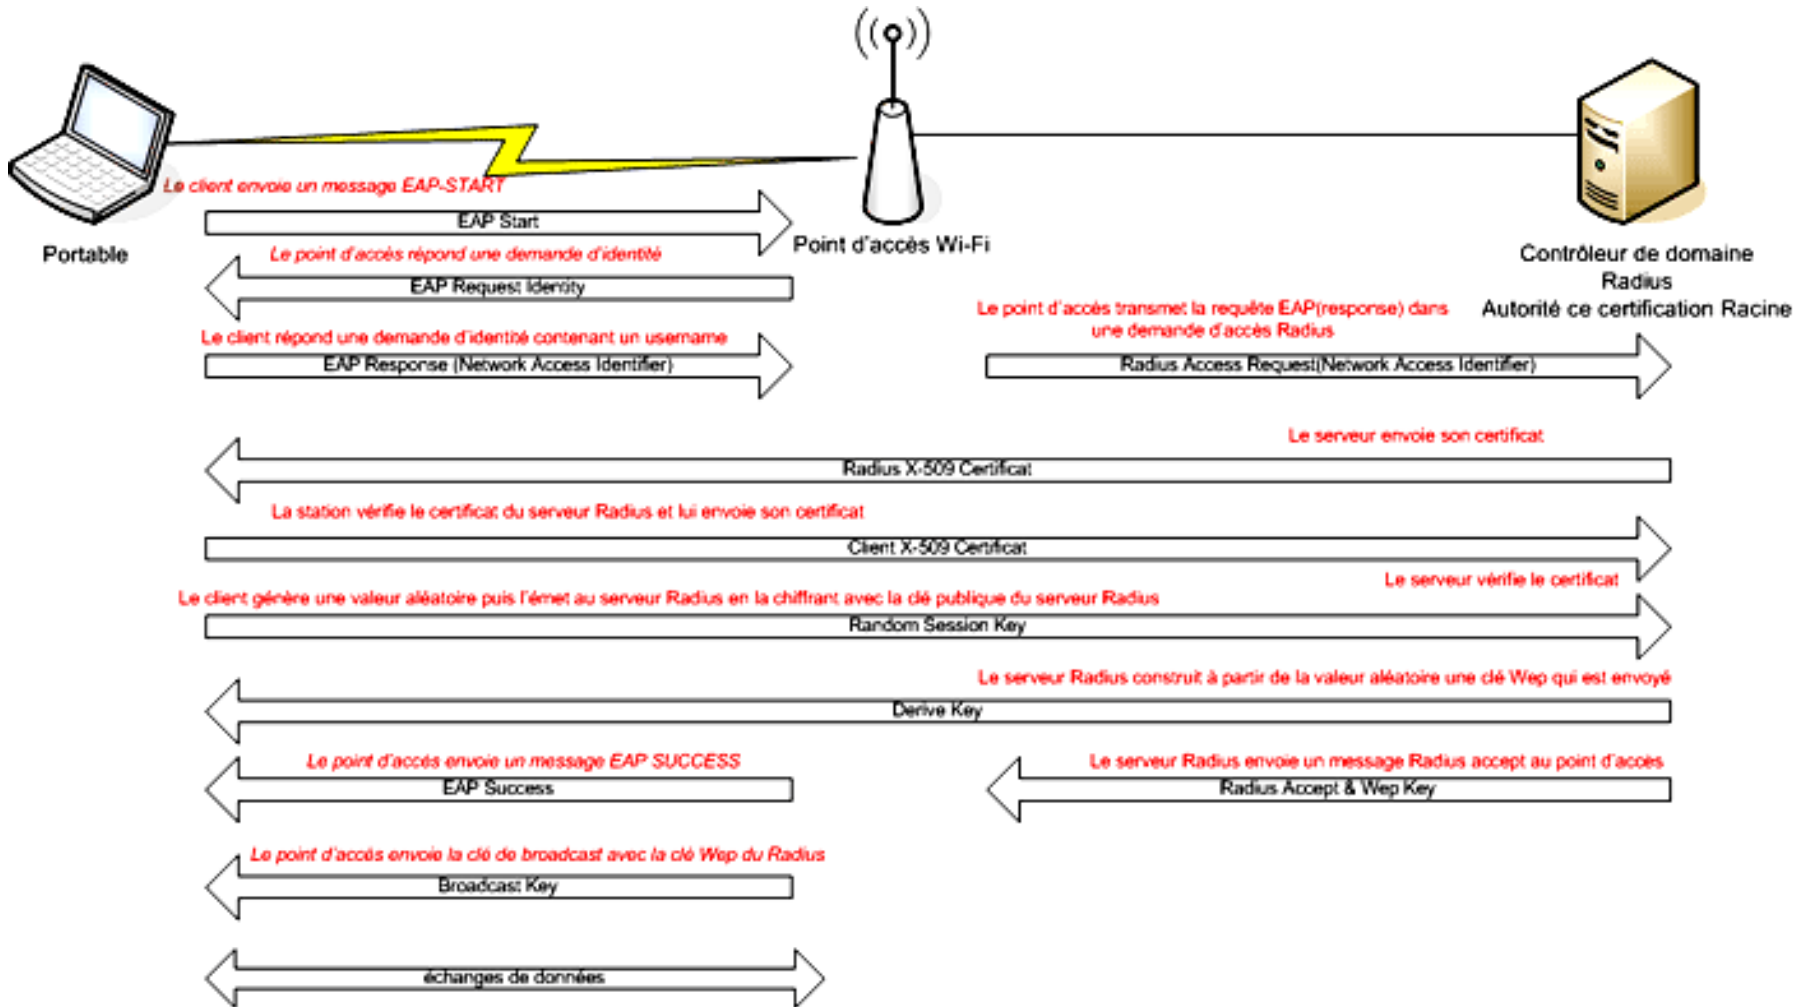 Le client envoie un message EAP-START
EAP Start
Portable
Point d'accès Wi-Fi
Contrôleur de domaine
Radius
Autorité ce certification Racine
Le point d'accès répond une demande d'identité
EAP Request Identity
Le client répond une demande d'identité contenant un username
EAP Response (Network Access Identifier)
Le point d'accès transmet la requête EAP(response) dans
une demande d'accès Radius
Radius Access Request(Network Access Identifier)
Le serveur envoie son certificat
Radius X-509 Certificat
La station vérifie le certificat du serveur Radius et lui envoie son certificat
Client X-509 Certificat
Le serveur vérifie le certificat
Le client génère une valeur aléatoire puis l'émet au serveur Radius en la chiffrant avec la clé publique du serveur Radius
Random Session Key
Le serveur Radius construit à partir de la valeur aléatoire une clé Wep qui est envoyé
Derive Key
Le point d'accès envoie un message EAP SUCCESS
EAP Success
Le serveur Radius envoie un message Radius accept au point d'accès
Radius Accept & Wep Key
Le point d'accès envoie la clé de broadcast avec la clé Wep du Radius
Broadcast Key
échanges de données